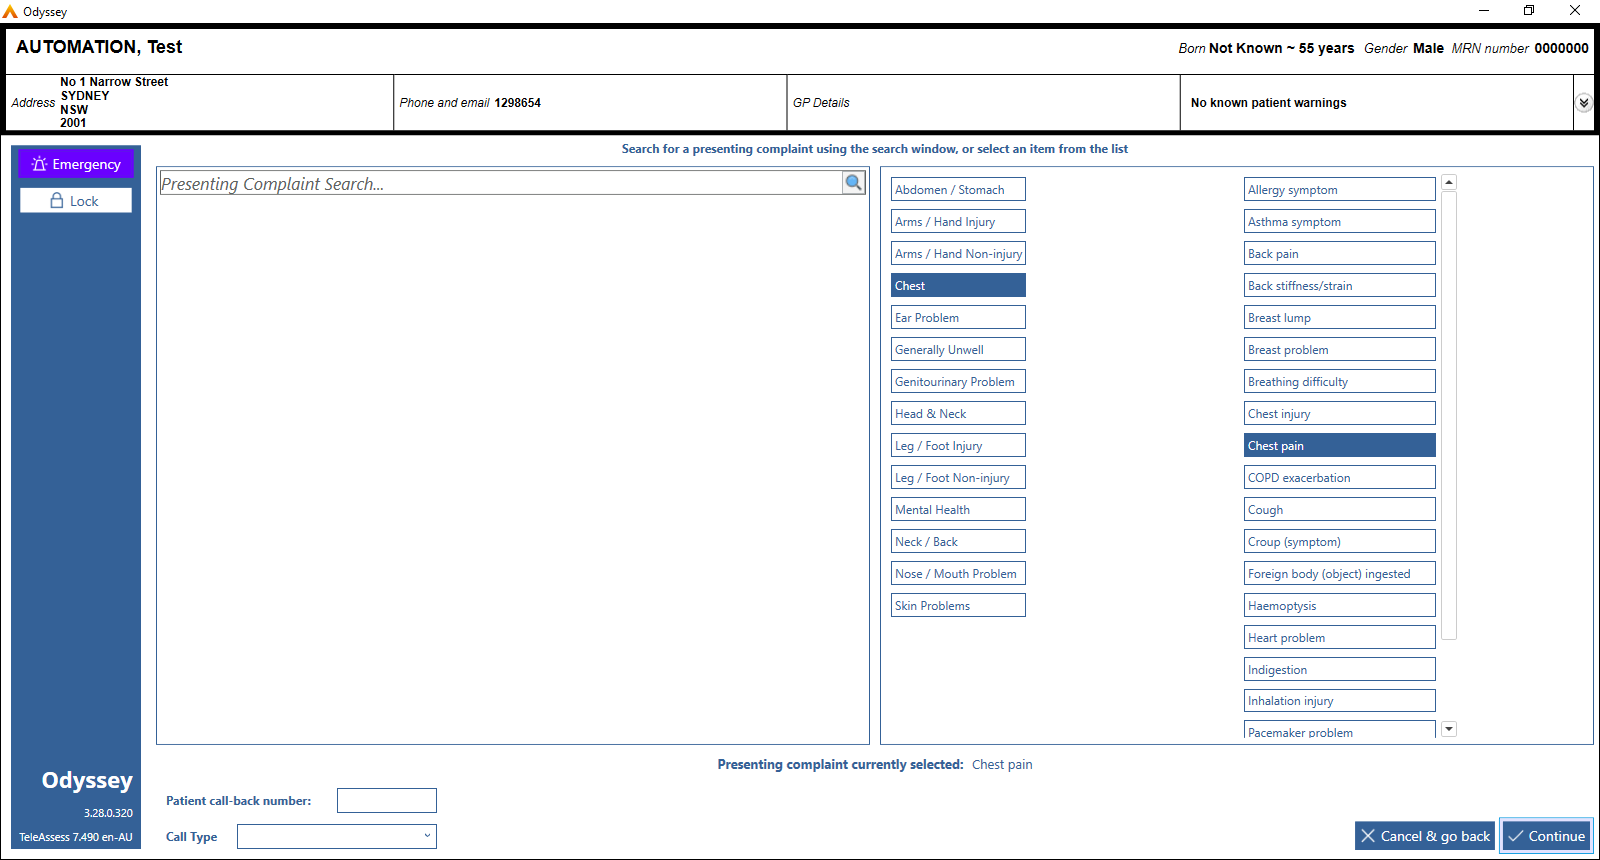 Odyssey
AUTOMATION, Test
Born Not Known ~ 55 years Gender Male MRN number 0000000
Address No 1 Narrow Street
SYDNEY
NSW
2001
Phone and email 1298654
GP Details
No known patient warnings
Emergency
Lock
Search for a presenting complaint using the search window, or select an item from the list
Presenting Complaint Search...
Abdomen / Stomach
Arms / Hand Injury
Arms / Hand Non-injury
Chest
Ear Problem
Generally Unwell
Genitourinary Problem
Head & Neck
Leg / Foot Injury
Leg / Foot Non-injury
Mental Health
Neck / Back
Nose / Mouth Problem
Skin Problems
Allergy symptom
Asthma symptom
Back pain
Back stiffness/strain
Breast lump
Breast problem
Breathing difficulty
Chest injury
Chest pain
COPD exacerbation
Cough
Croup (symptom)
Foreign body (object) ingested
Haemoptysis
Heart problem
Indigestion
Inhalation injury
Pacemaker problem
Presenting complaint currently selected: Chest pain
Odyssey
3.28.0.320
TeleAssess 7.490 en-AU
Patient call-back number:
Call Type
Cancel & go back
Continue